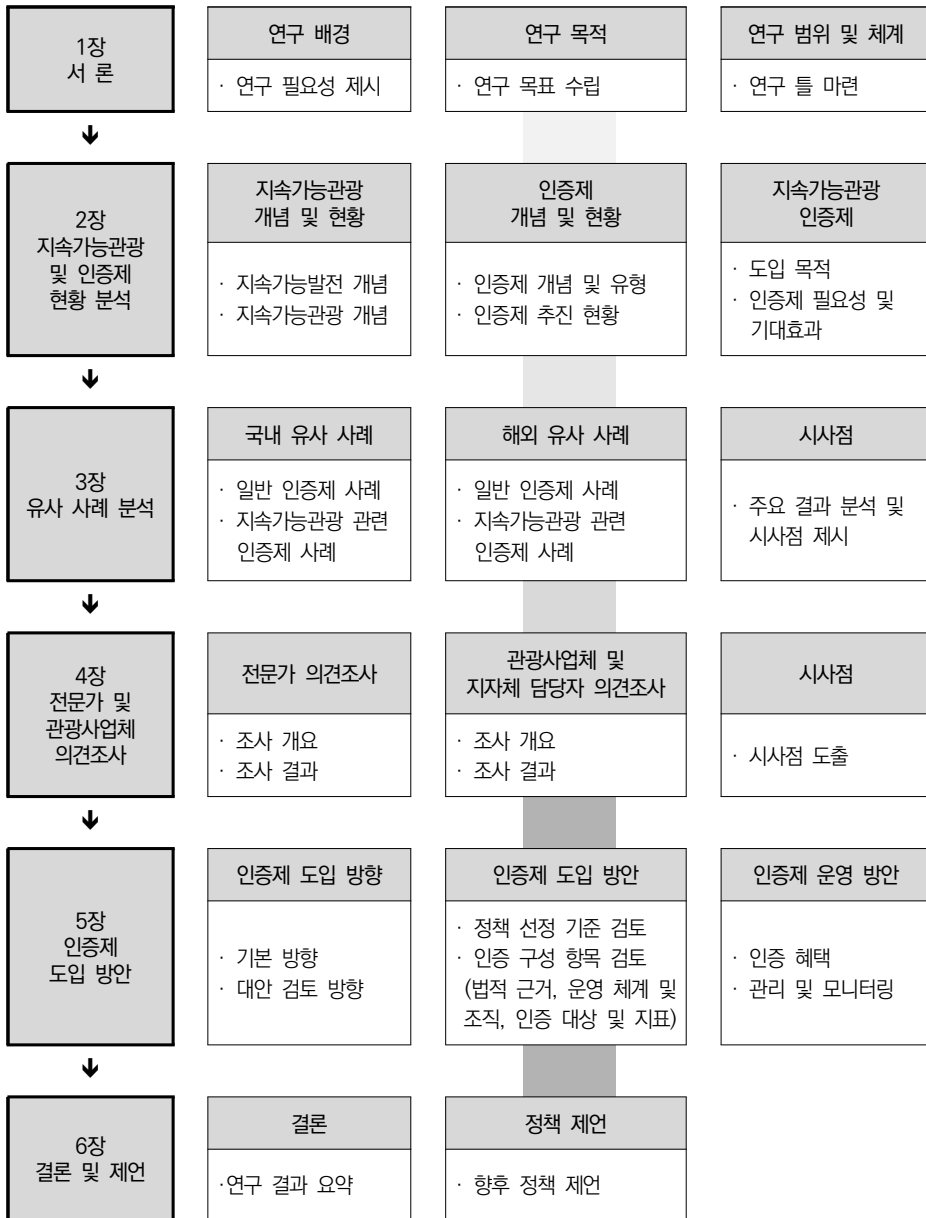 1장
서 론
연구 배경
· 연구 필요성 제시
연구 목적
· 연구 목표 수립
연구 범위 및 체계
· 연구 틀 마련
2장
지속가능관광
및 인증제
현황 분석
지속가능관광
개념 및 현황
· 지속가능발전 개념
· 지속가능관광 개념
인증제
개념 및 현황
· 인증제 개념 및 유형
· 인증제 추진 현황
지속가능관광
인증제
· 도입 목적
· 인증제 필요성 및
기대효과
3장
유사 사례 분석
국내 유사 사례
· 일반 인증제 사례
· 지속가능관광 관련
인증제 사례
해외 유사 사례
· 일반 인증제 사례
· 지속가능관광 관련
인증제 사례
시사점
· 주요 결과 분석 및
시사점 제시
4장
전문가 및
관광사업체
의견조사
전문가 의견조사
· 조사 개요
· 조사 결과
관광사업체 및
지자체 담당자 의견조사
· 조사 개요
· 조사 결과
시사점
· 시사점 도출
5장
인증제
도입 방안
인증제 도입 방향
· 기본 방향
· 대안 검토 방향
인증제 도입 방안
· 정책 선정 기준 검토
· 인증 구성 항목 검토
(법적 근거, 운영 체계 및
조직, 인증 대상 및 지표)
인증제 운영 방안
· 인증 혜택
· 관리 및 모니터링
6장
결론 및 제언
결론
·연구 결과 요약
정책 제언
· 향후 정책 제언